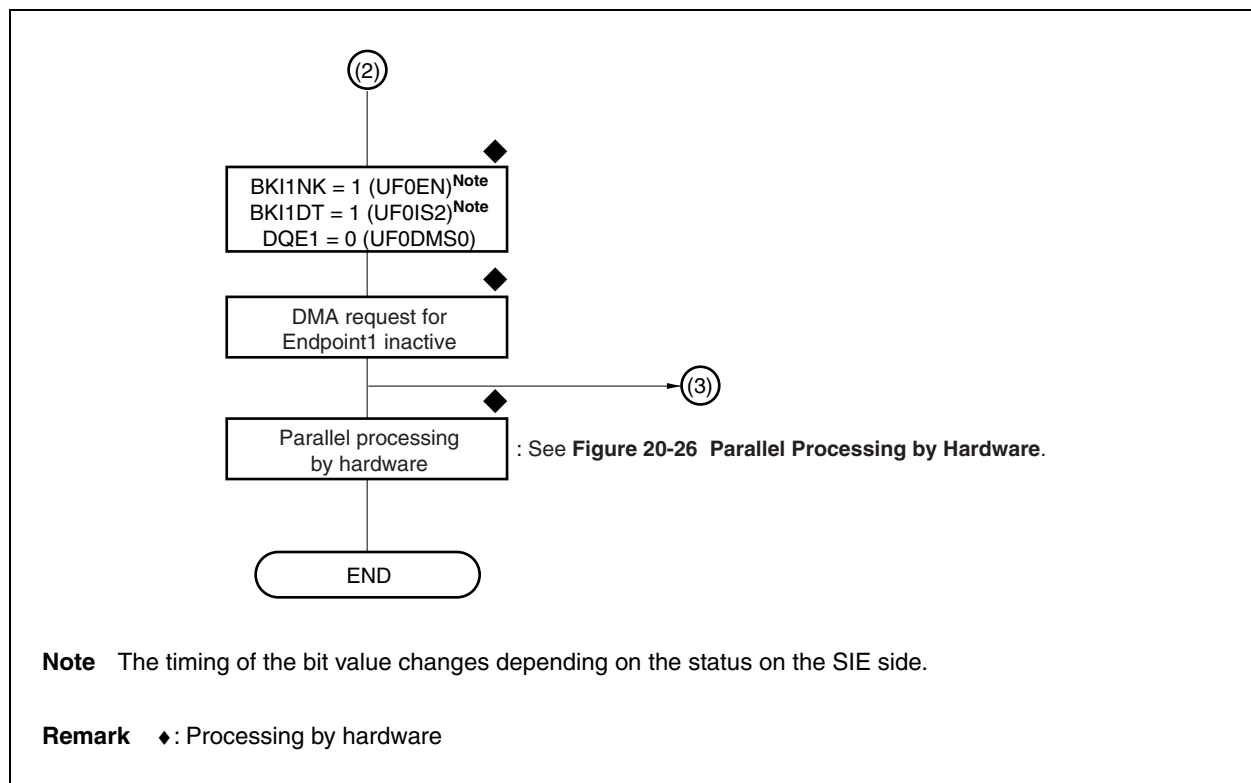 (2)
BKI1NK = 1 (UF0EN)Note
BKI1DT = 1 (UF0IS2)Note
DQE1 = 0 (UF0DMS0)
DMA request for
Endpoint1 inactive
(3)
Parallel processing
by hardware
: See Figure 20-26 Parallel Processing by Hardware.
END
Note The timing of the bit value changes depending on the status on the SIE side.
Remark ♦: Processing by hardware